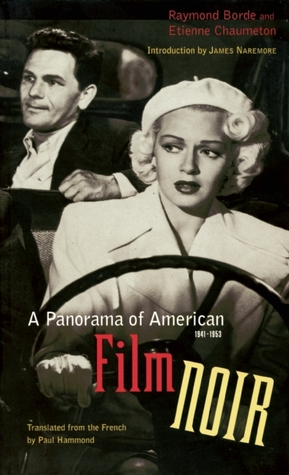 Raymond Borde and
Etienne Chaumeton
Introduction by James Naremore
A Panorama of American
1941-1953
Film
NOIR
Translated from the French
by Paul Hammond